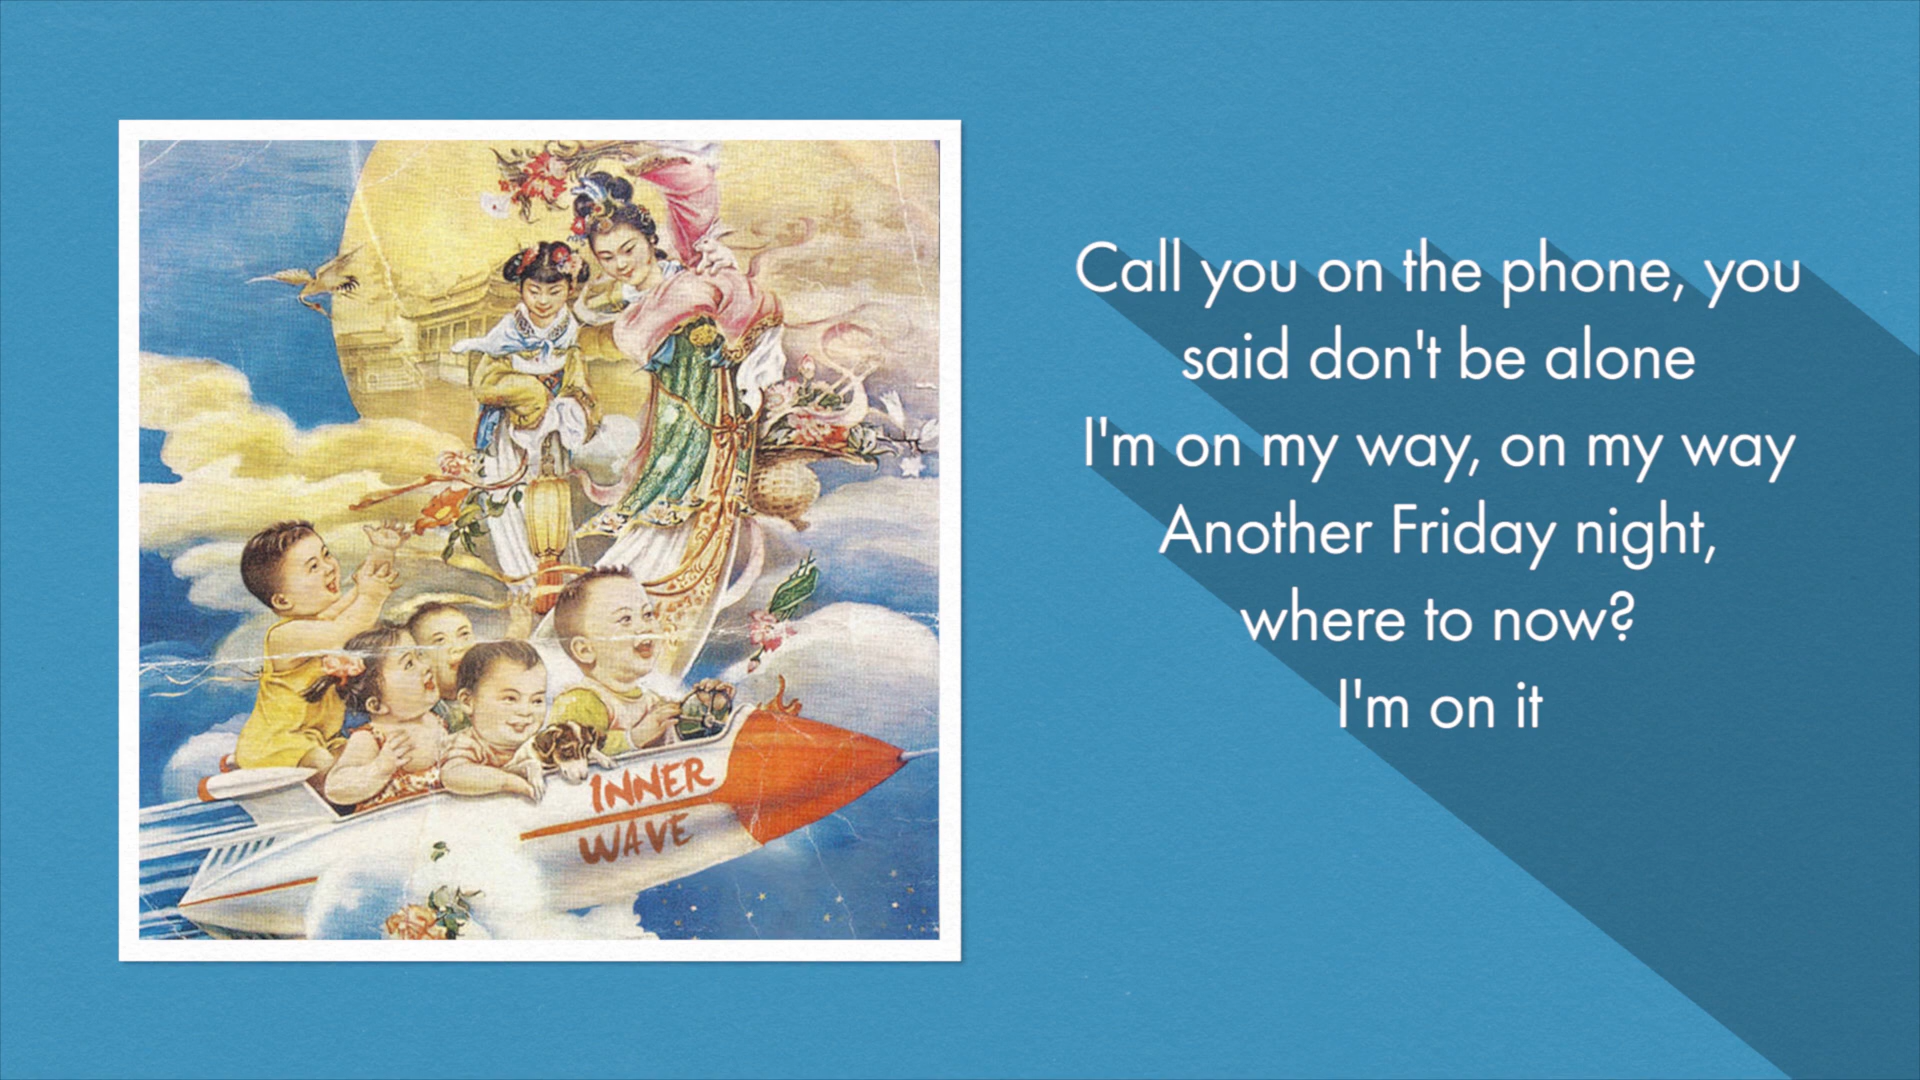 INNER
WAVE
Call you on the phone, you
said don't be alone
I'm on my way, on my way
Another Friday night,
where to now?
I'm on it